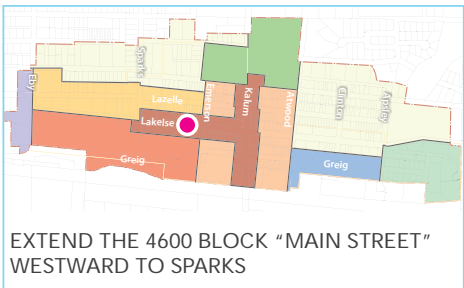 Sparks
Eby
Lazelle
Emerson
Kalum
Atwood
Clinton
Apsley
Lakelse
Greig
Greig
EXTEND THE 4600 BLOCK “MAIN STREET”
WESTWARD TO SPARKS